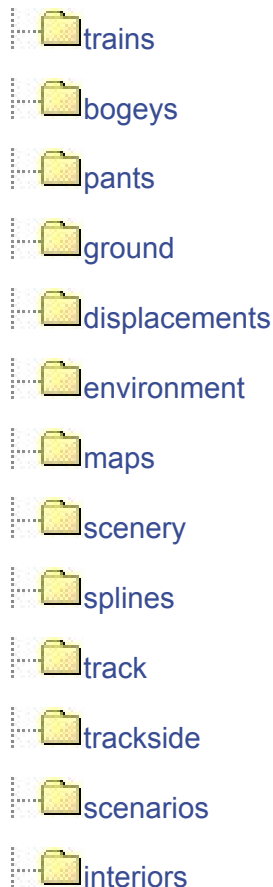 trains
bogeys
pants
ground
displacements
environment
maps
scenery
splines
track
trackside
scenarios
interiors